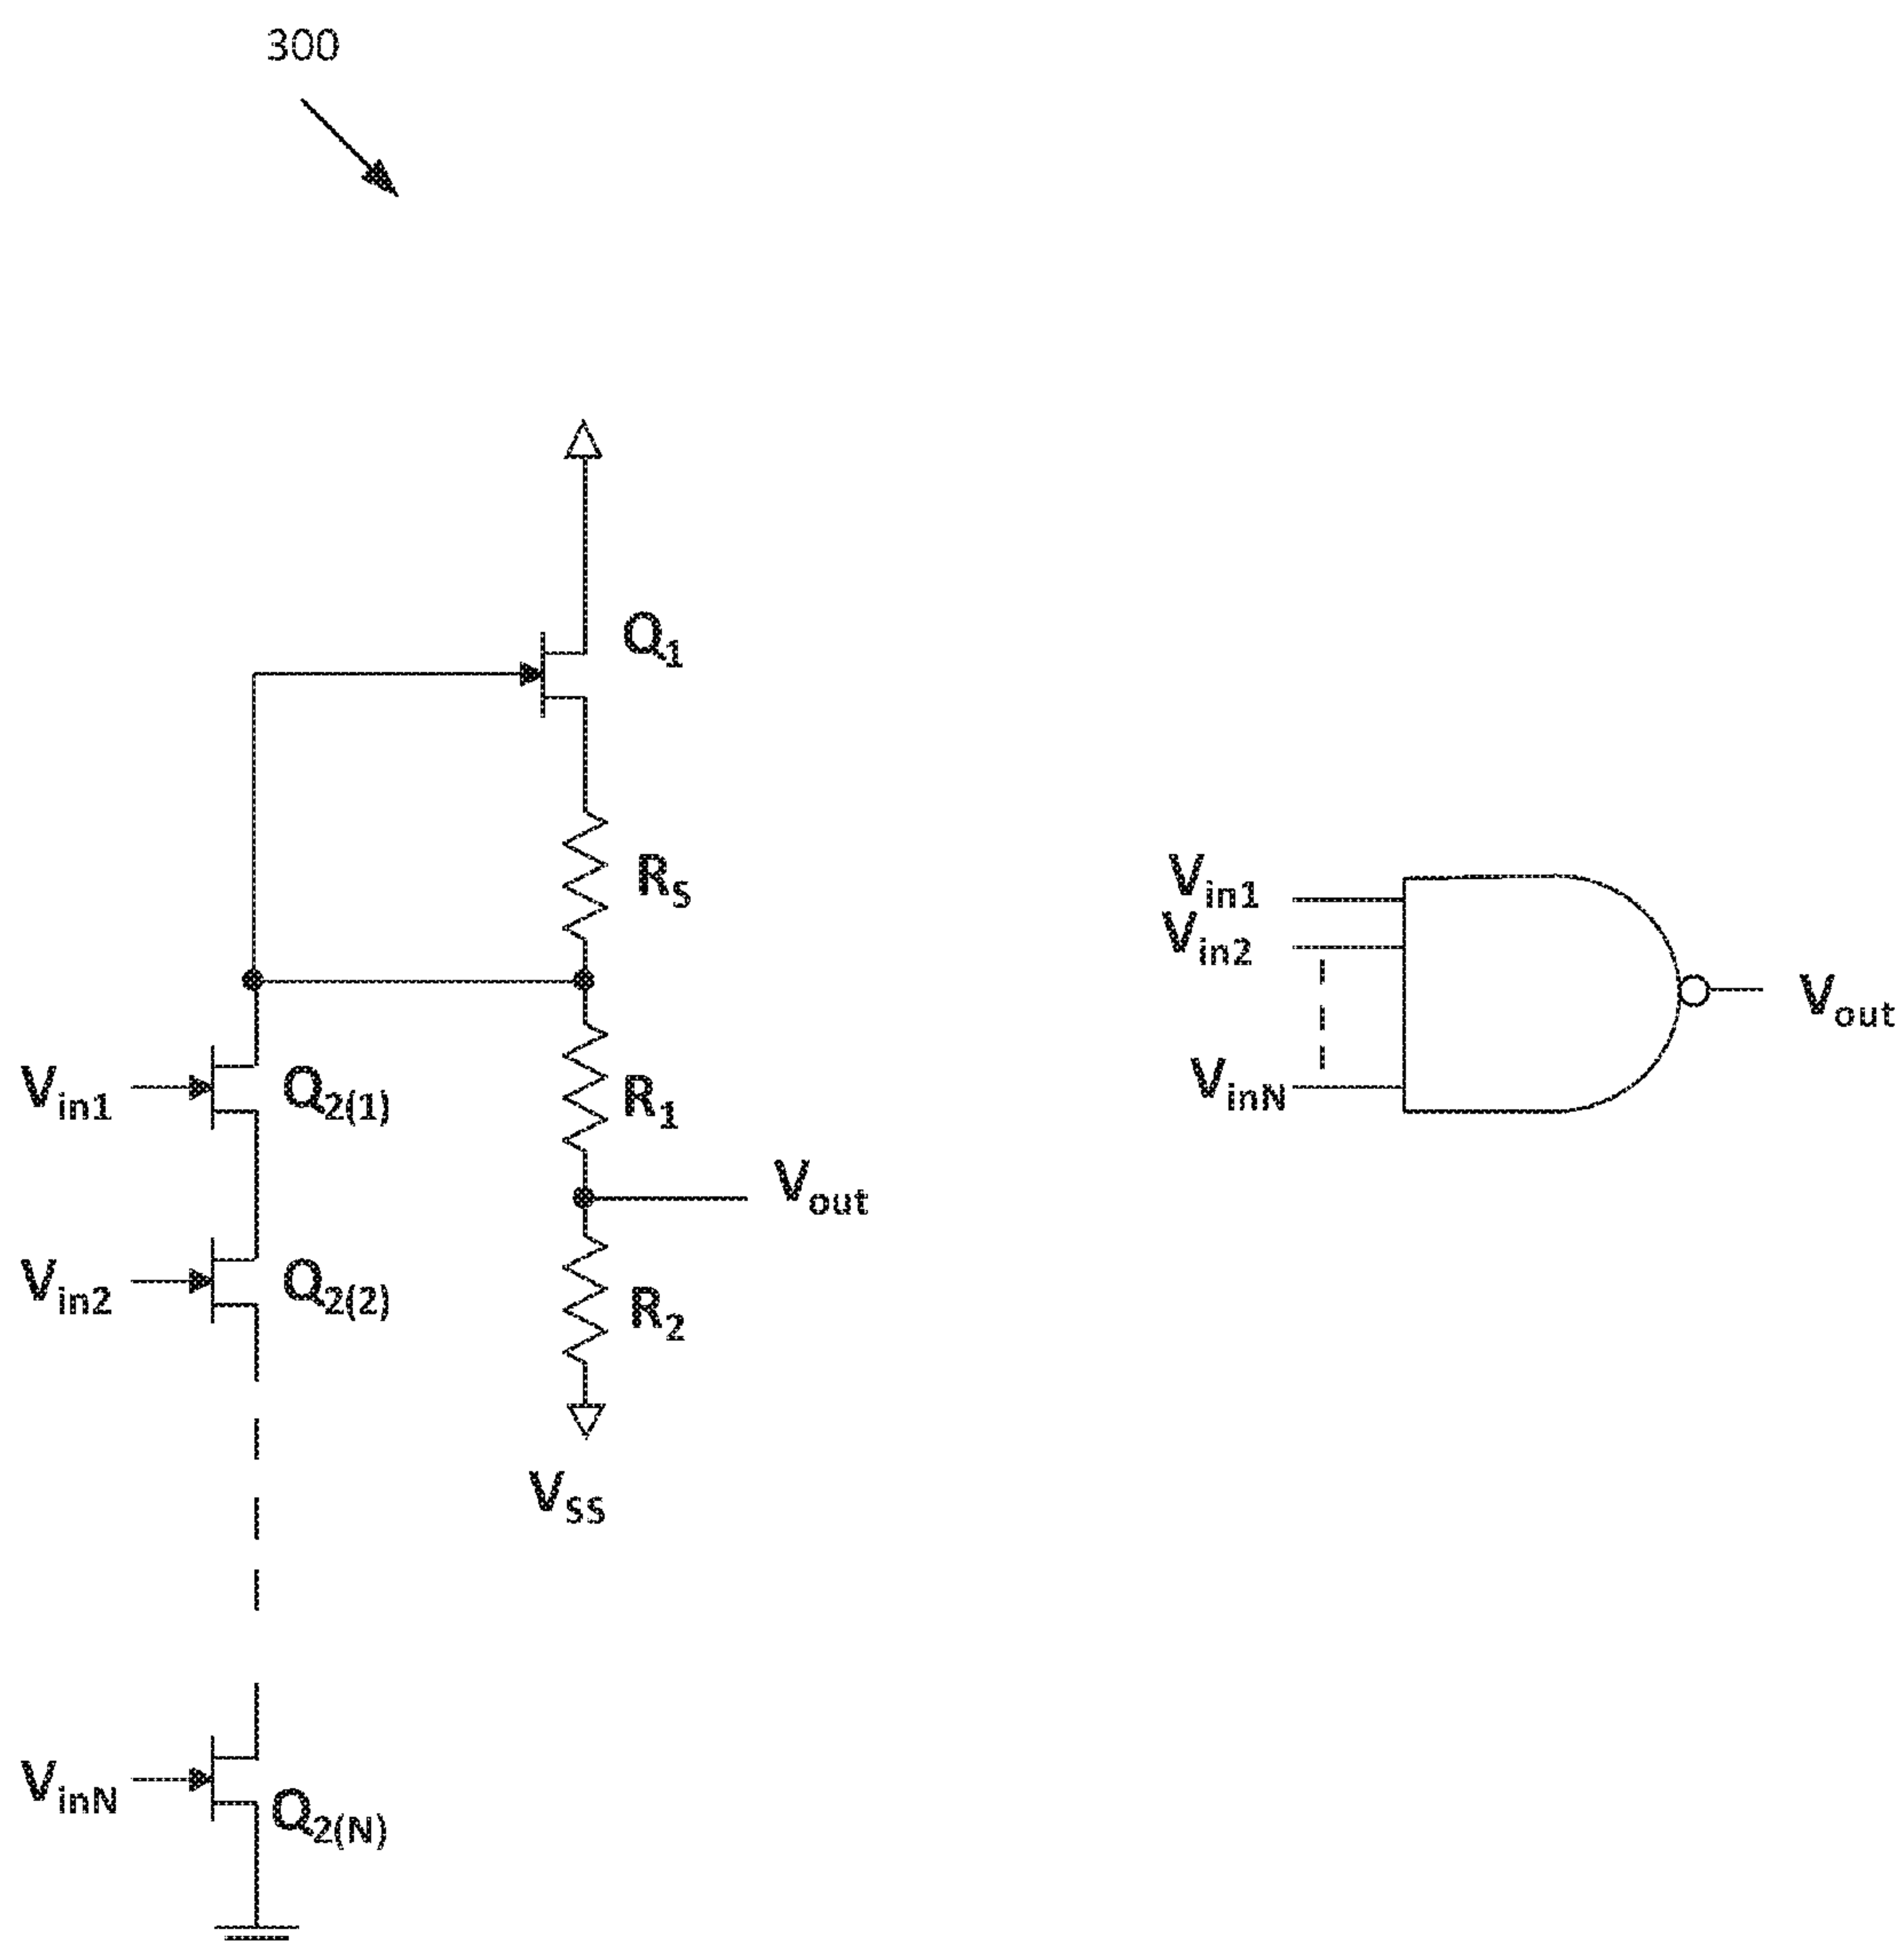 300
Q1
RS
Vin1
Q2(1)
R1
Vout
Vin2
Q2(2)
R2
VSS
VinN
Q2(N)
Vin1
Vin2
VinN
Vout